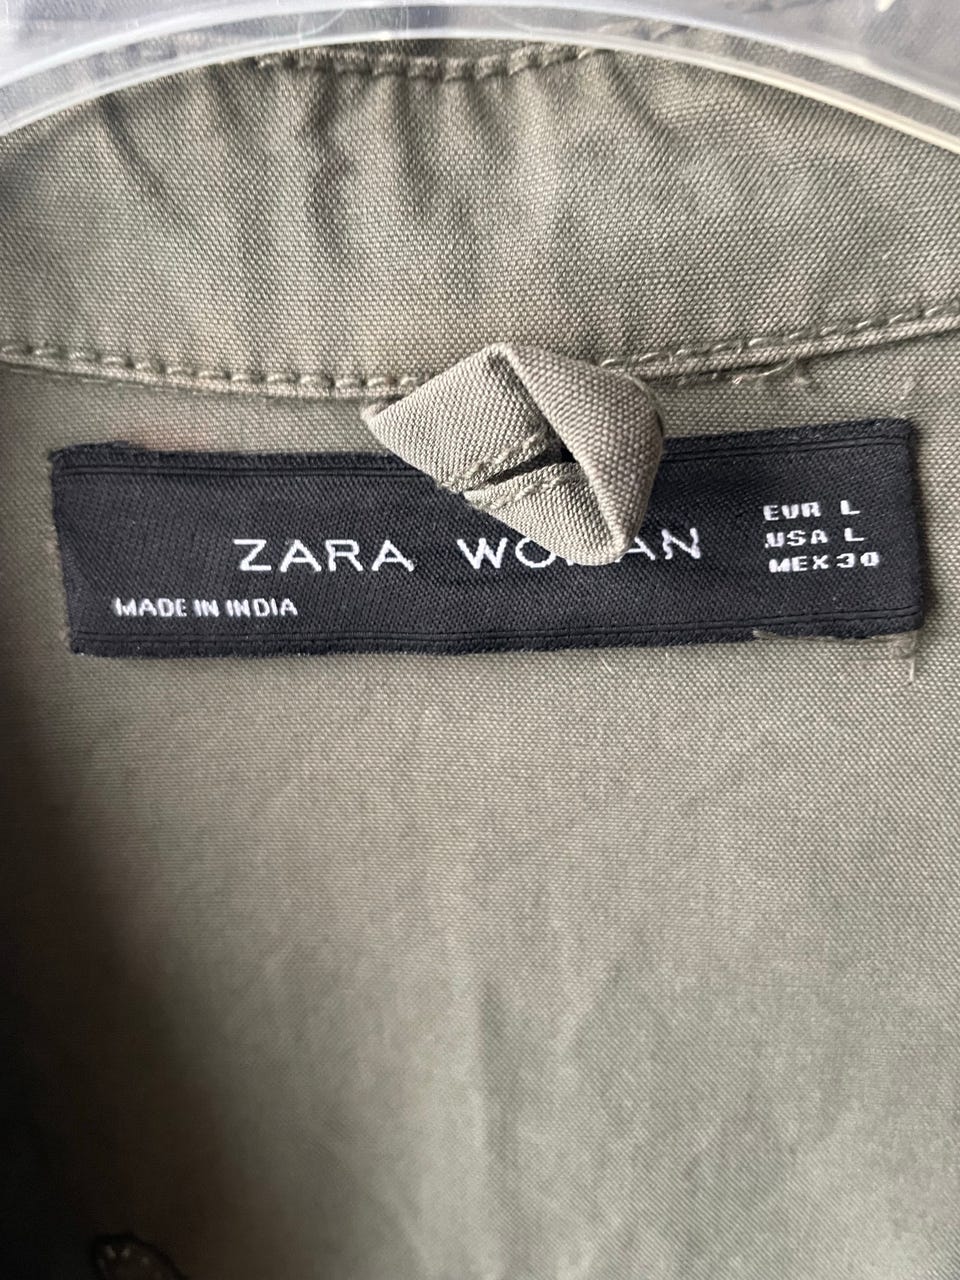 ZARA WOMAN
MADE IN INDIA
EUR L
USA L
MEX 30